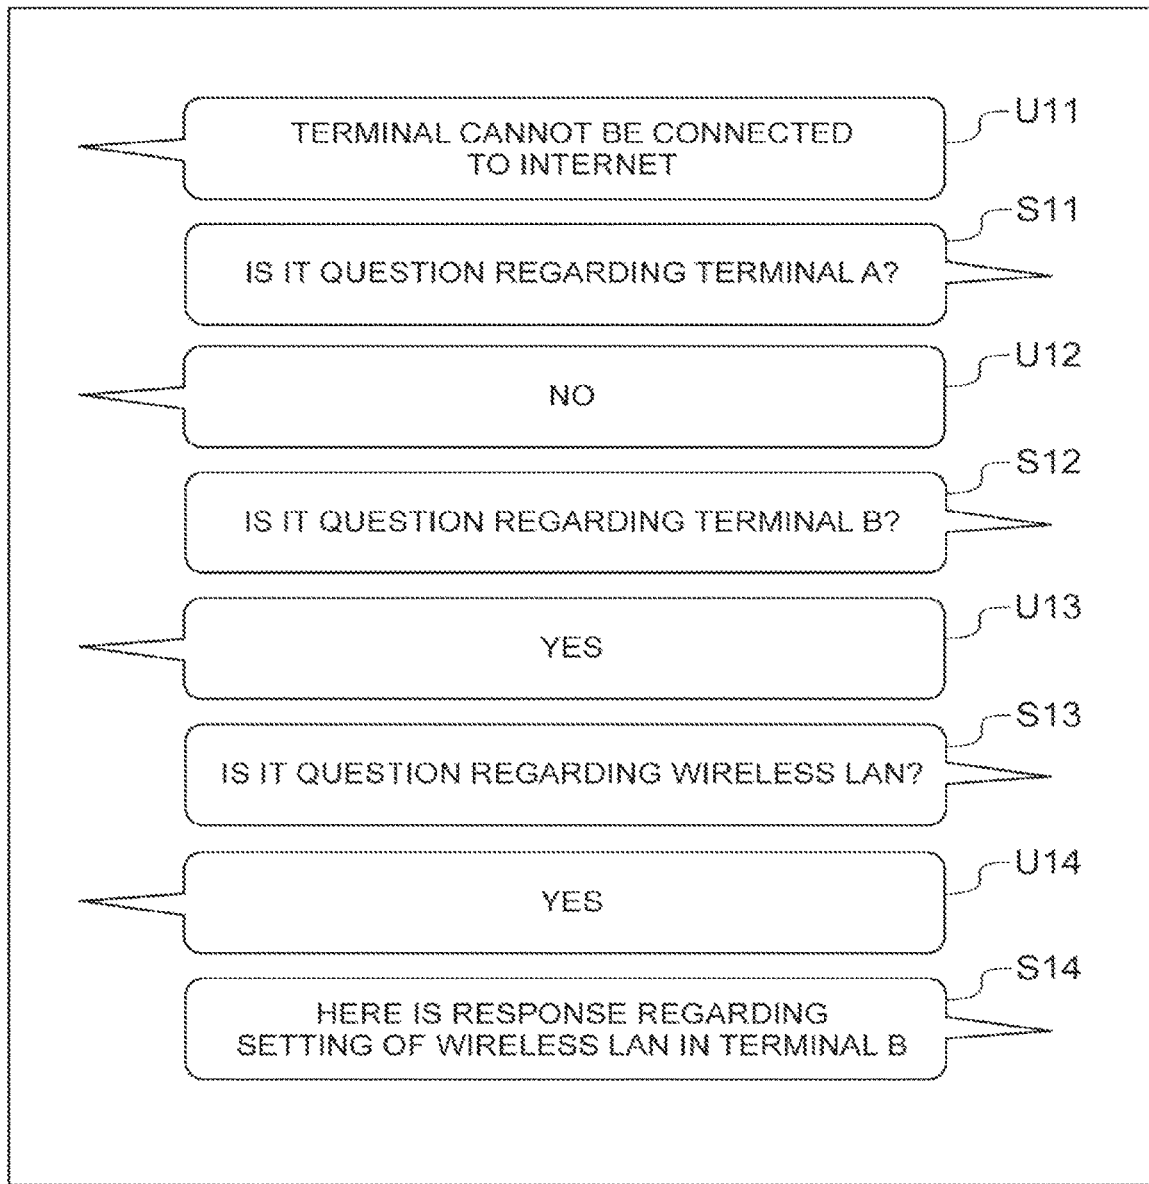 U11
TERMINAL CANNOT BE CONNECTED
TO INTERNET
S11
IS IT QUESTION REGARDING TERMINAL A?
U12
NO
S12
IS IT QUESTION REGARDING TERMINAL B?
U13
YES
S13
IS IT QUESTION REGARDING WIRELESS LAN?
U14
YES
S14
HERE IS RESPONSE REGARDING
SETTING OF WIRELESS LAN IN TERMINAL B